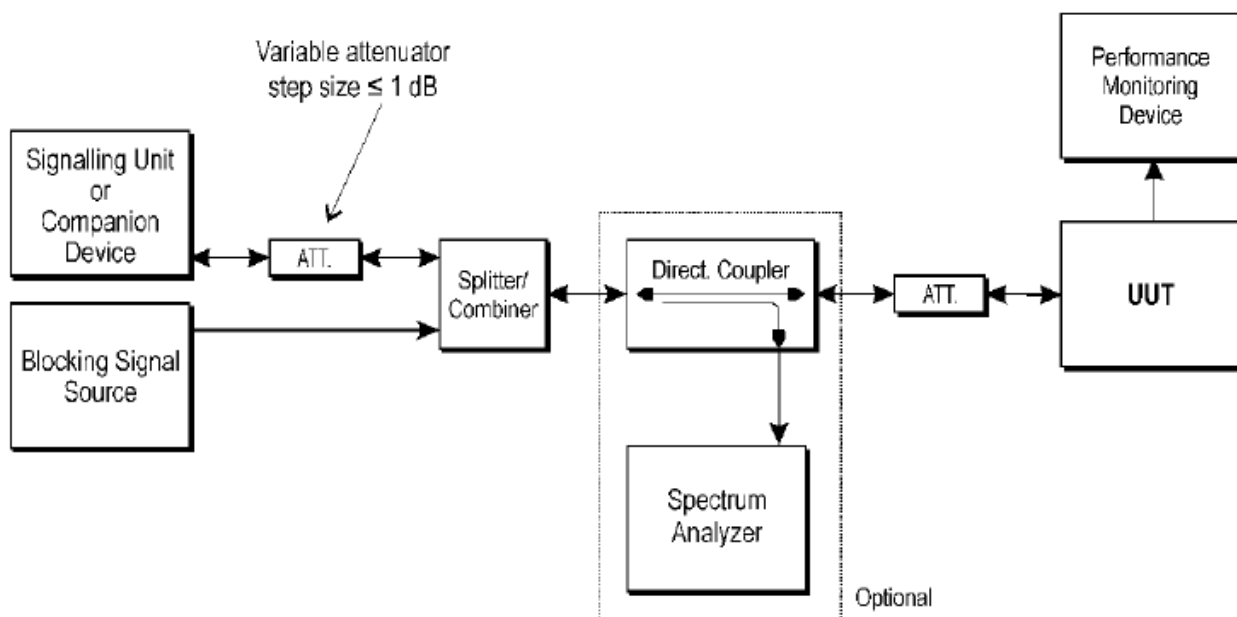 Variable attenuator
step size ≤ 1 dB
Performance
Monitoring
Device
Signalling Unit
or
Companion
Device
ATT.
Splitter/
Combiner
Direct. Coupler
ATT.
UUT
Blocking Signal
Source
Spectrum
Analyzer
Optional